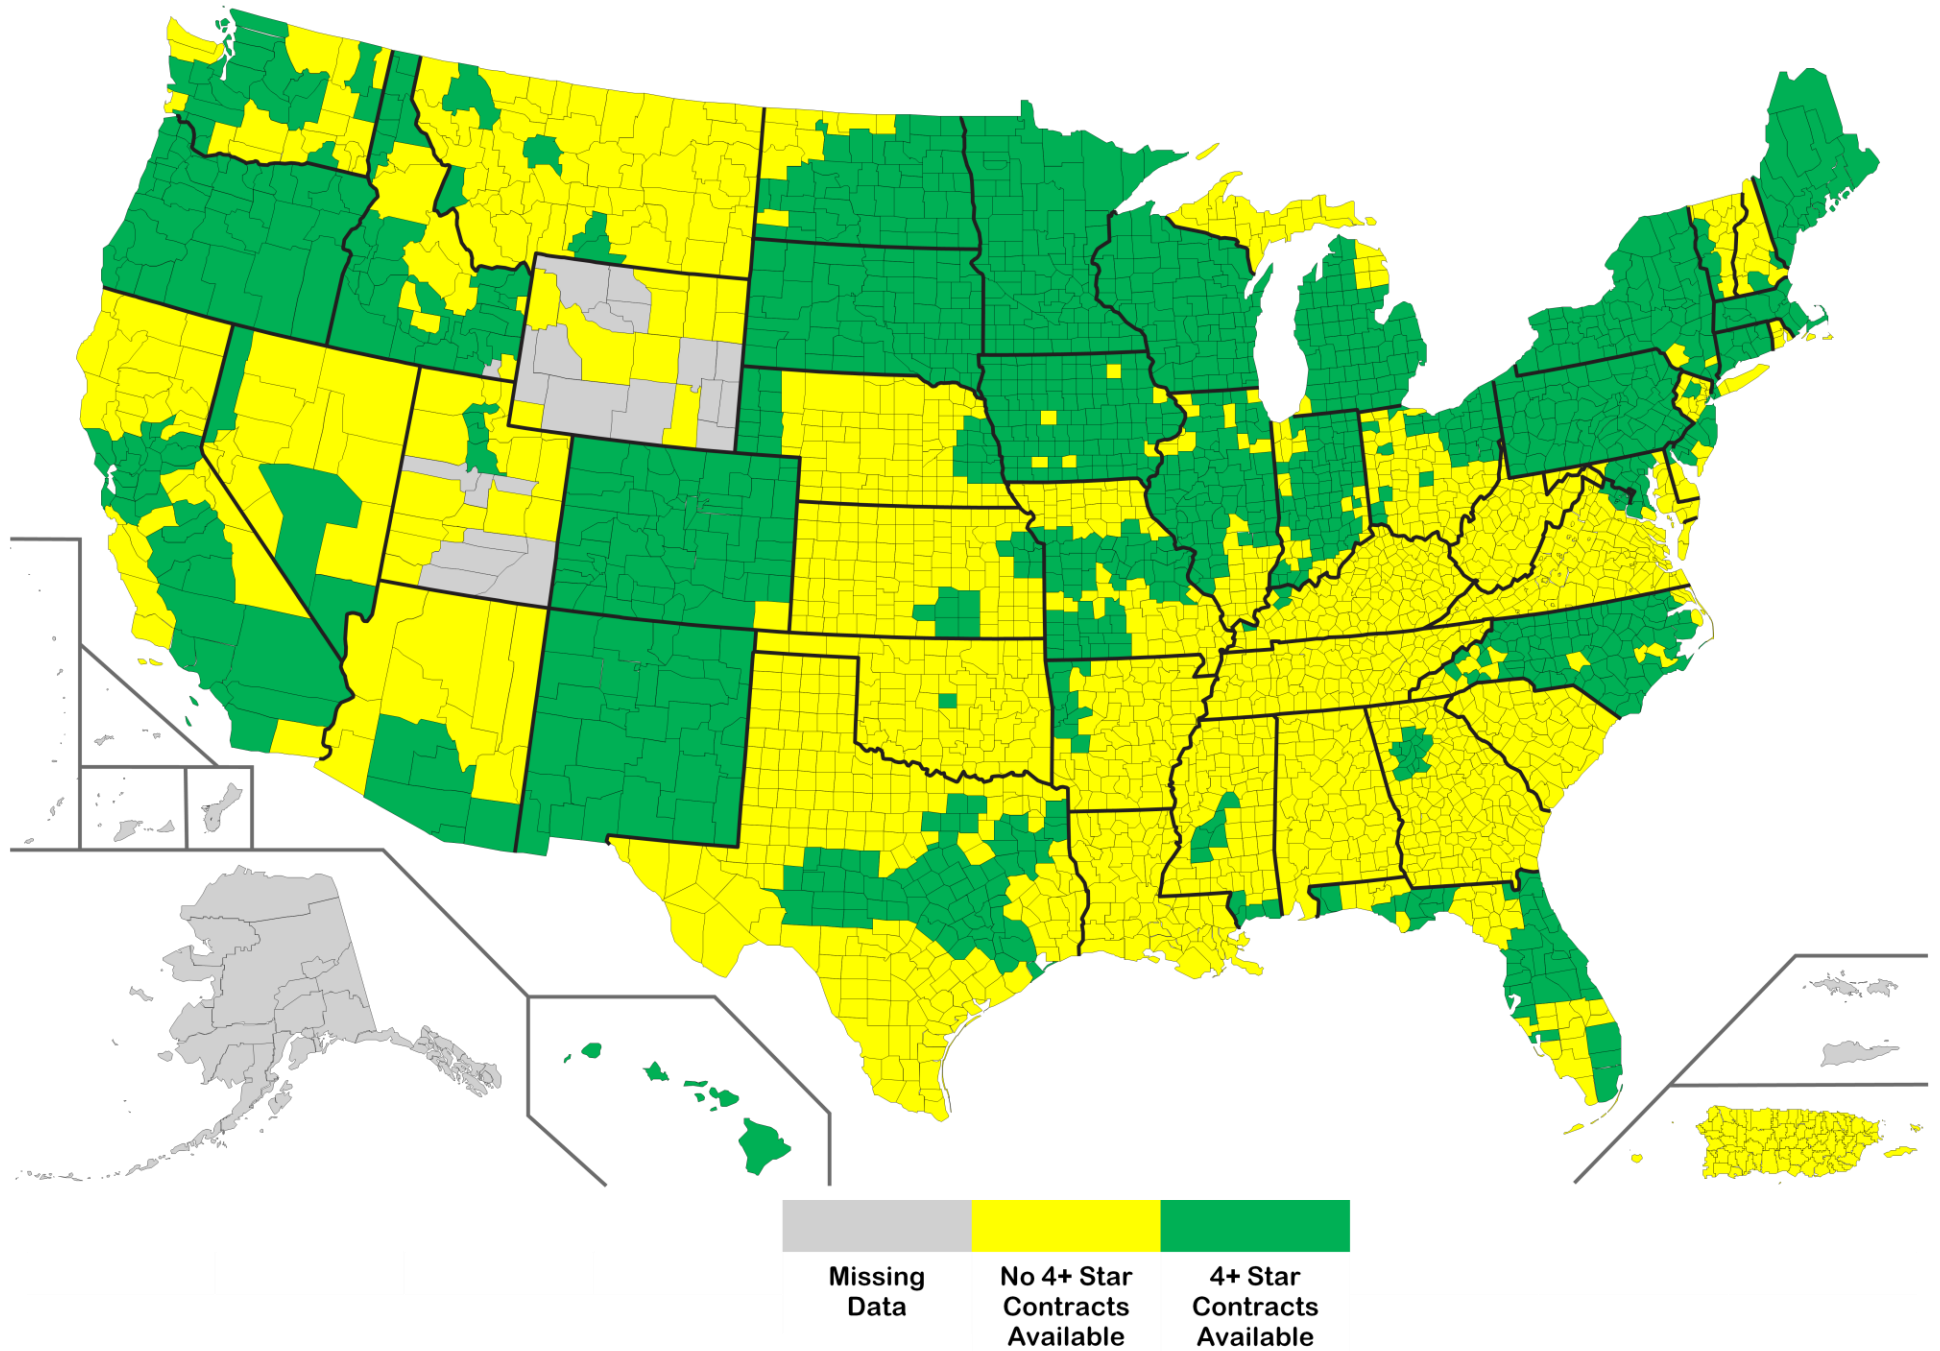 Missing
Data
No 4+ Star
Contracts
Available
4+ Star
Contracts
Available